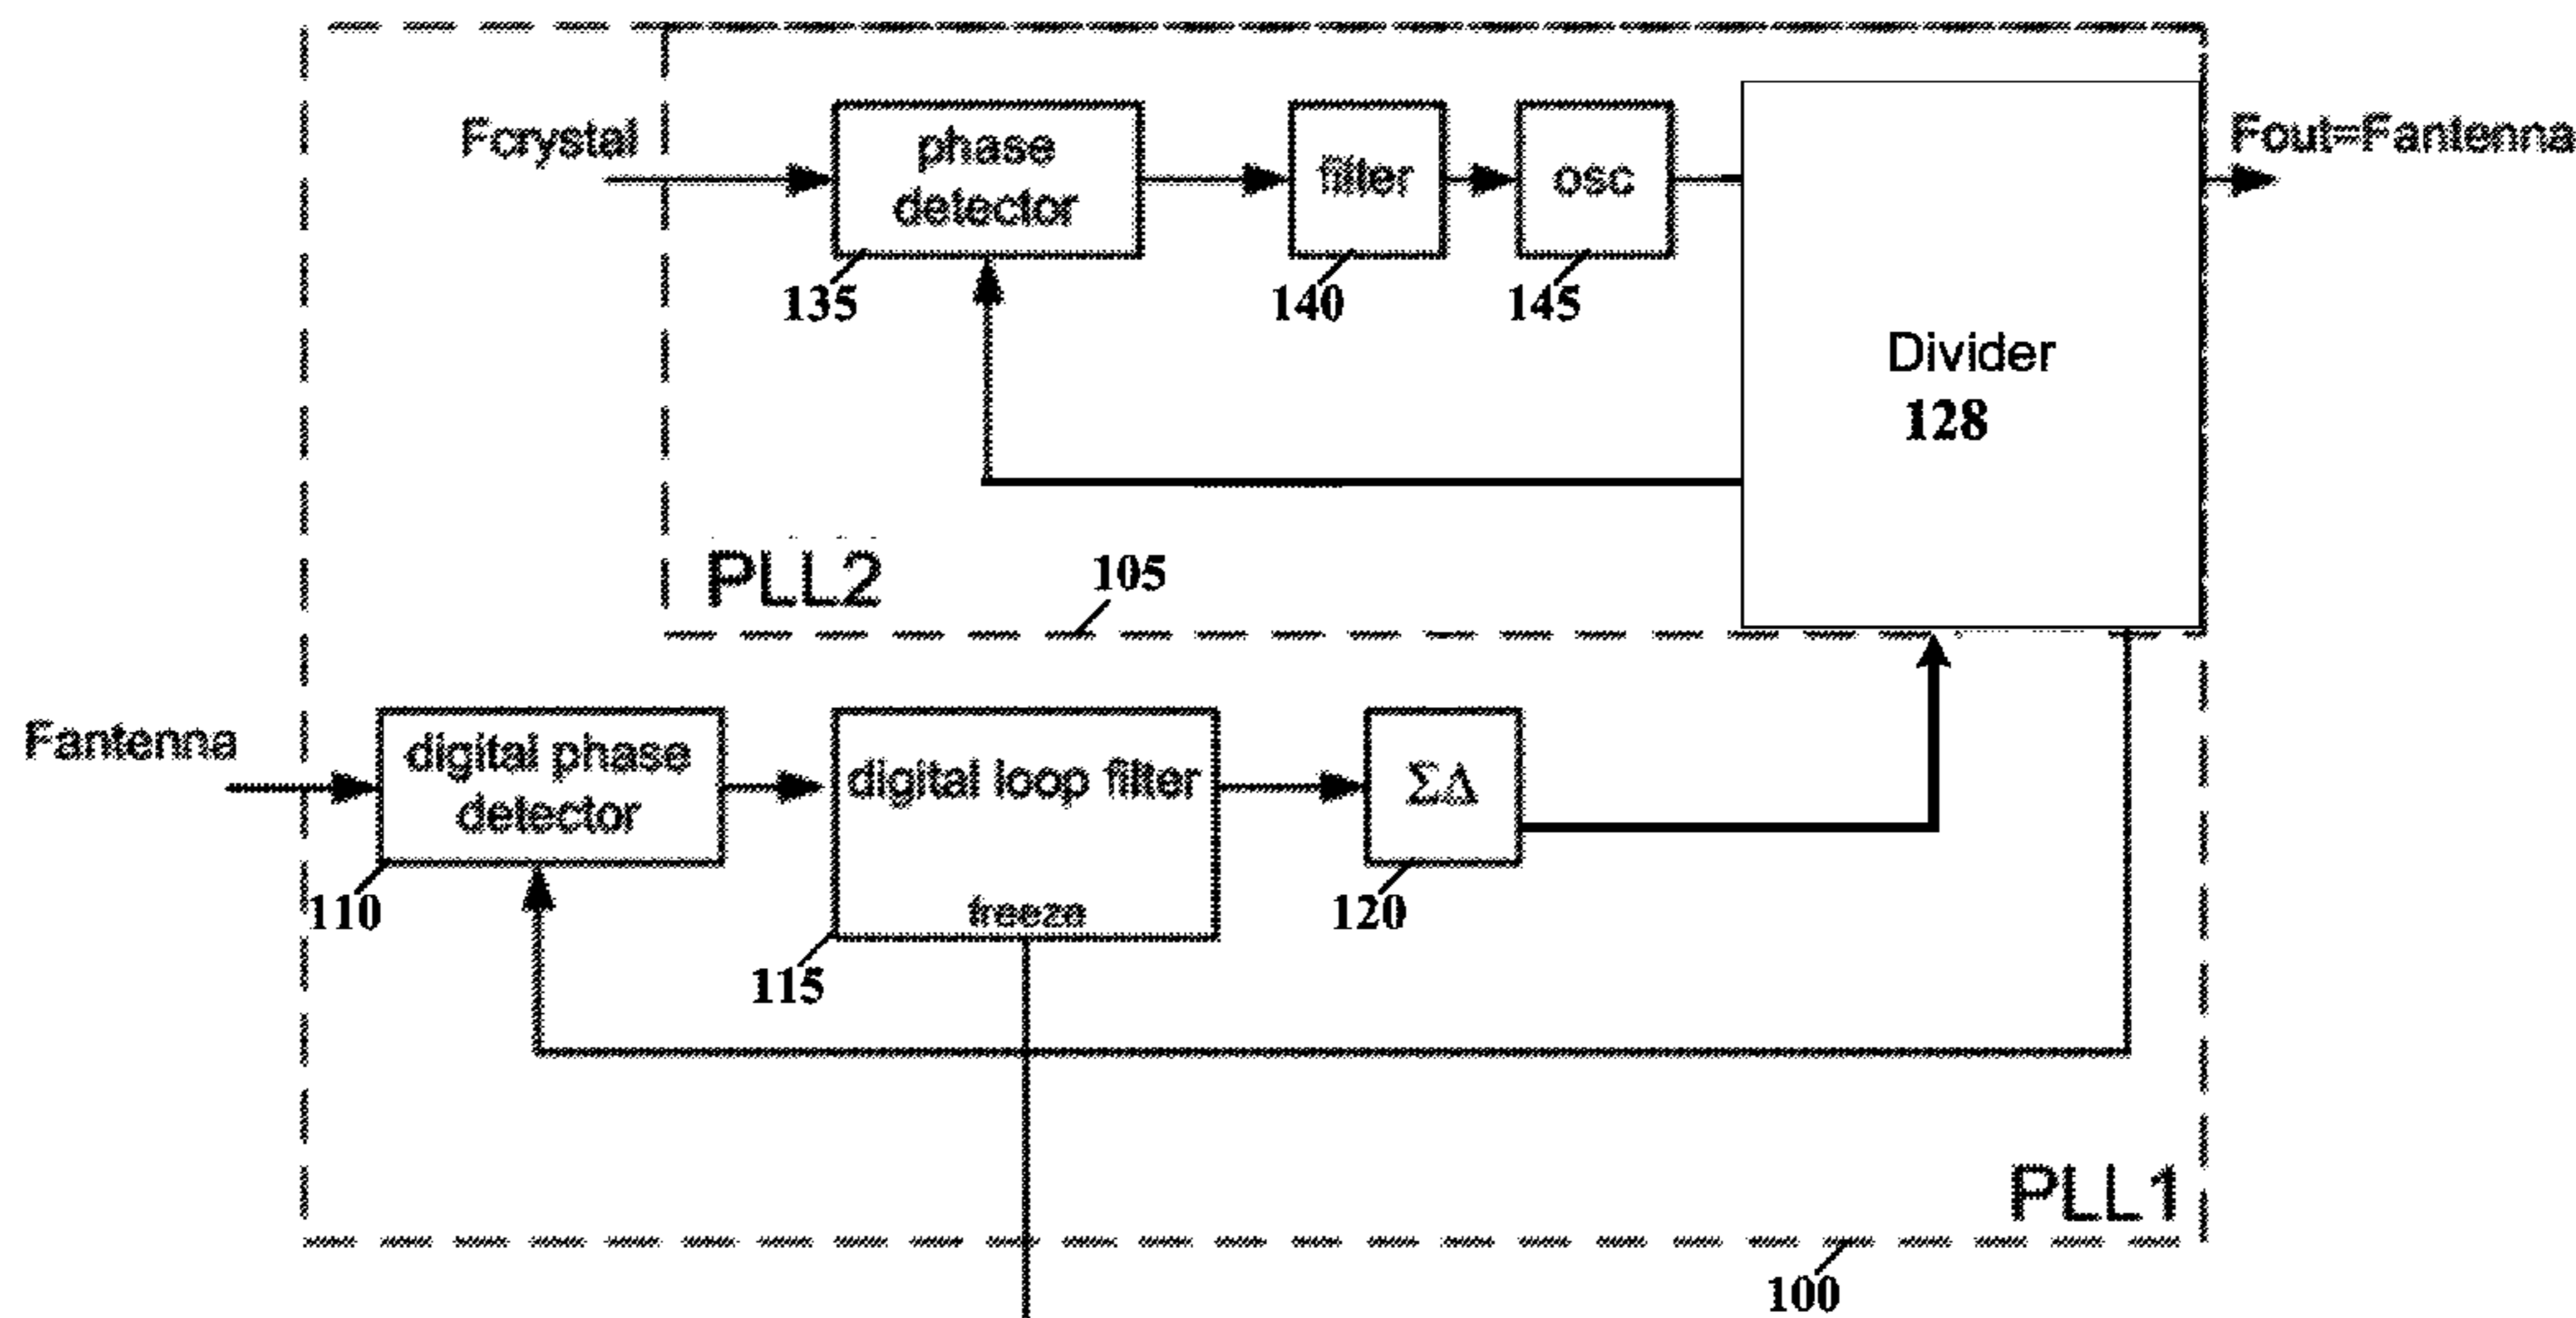 Fcrystal
phase
detector
135
filter
140
osc
145
Divider
128
Fout=Fantenna
PLL2
105
Fantenna
digital phase
detector
110
digital loop filter
freeze
115
ΣΔ
120
PLL1
100